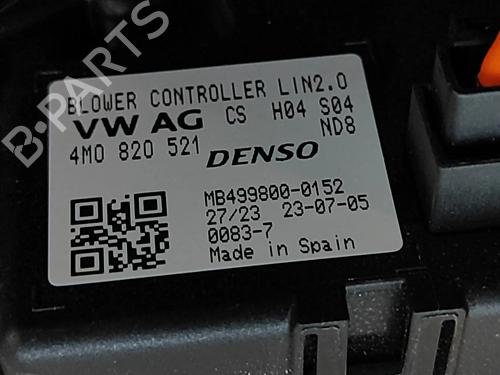 B-PARTS
BLOWER CONTROLLER LIN2.0
VW AG CS H04 S04
ND8
4M0 820 521 DENSO
MB499800-0152
27/23 23-07-05
0083-7
Made in Spain